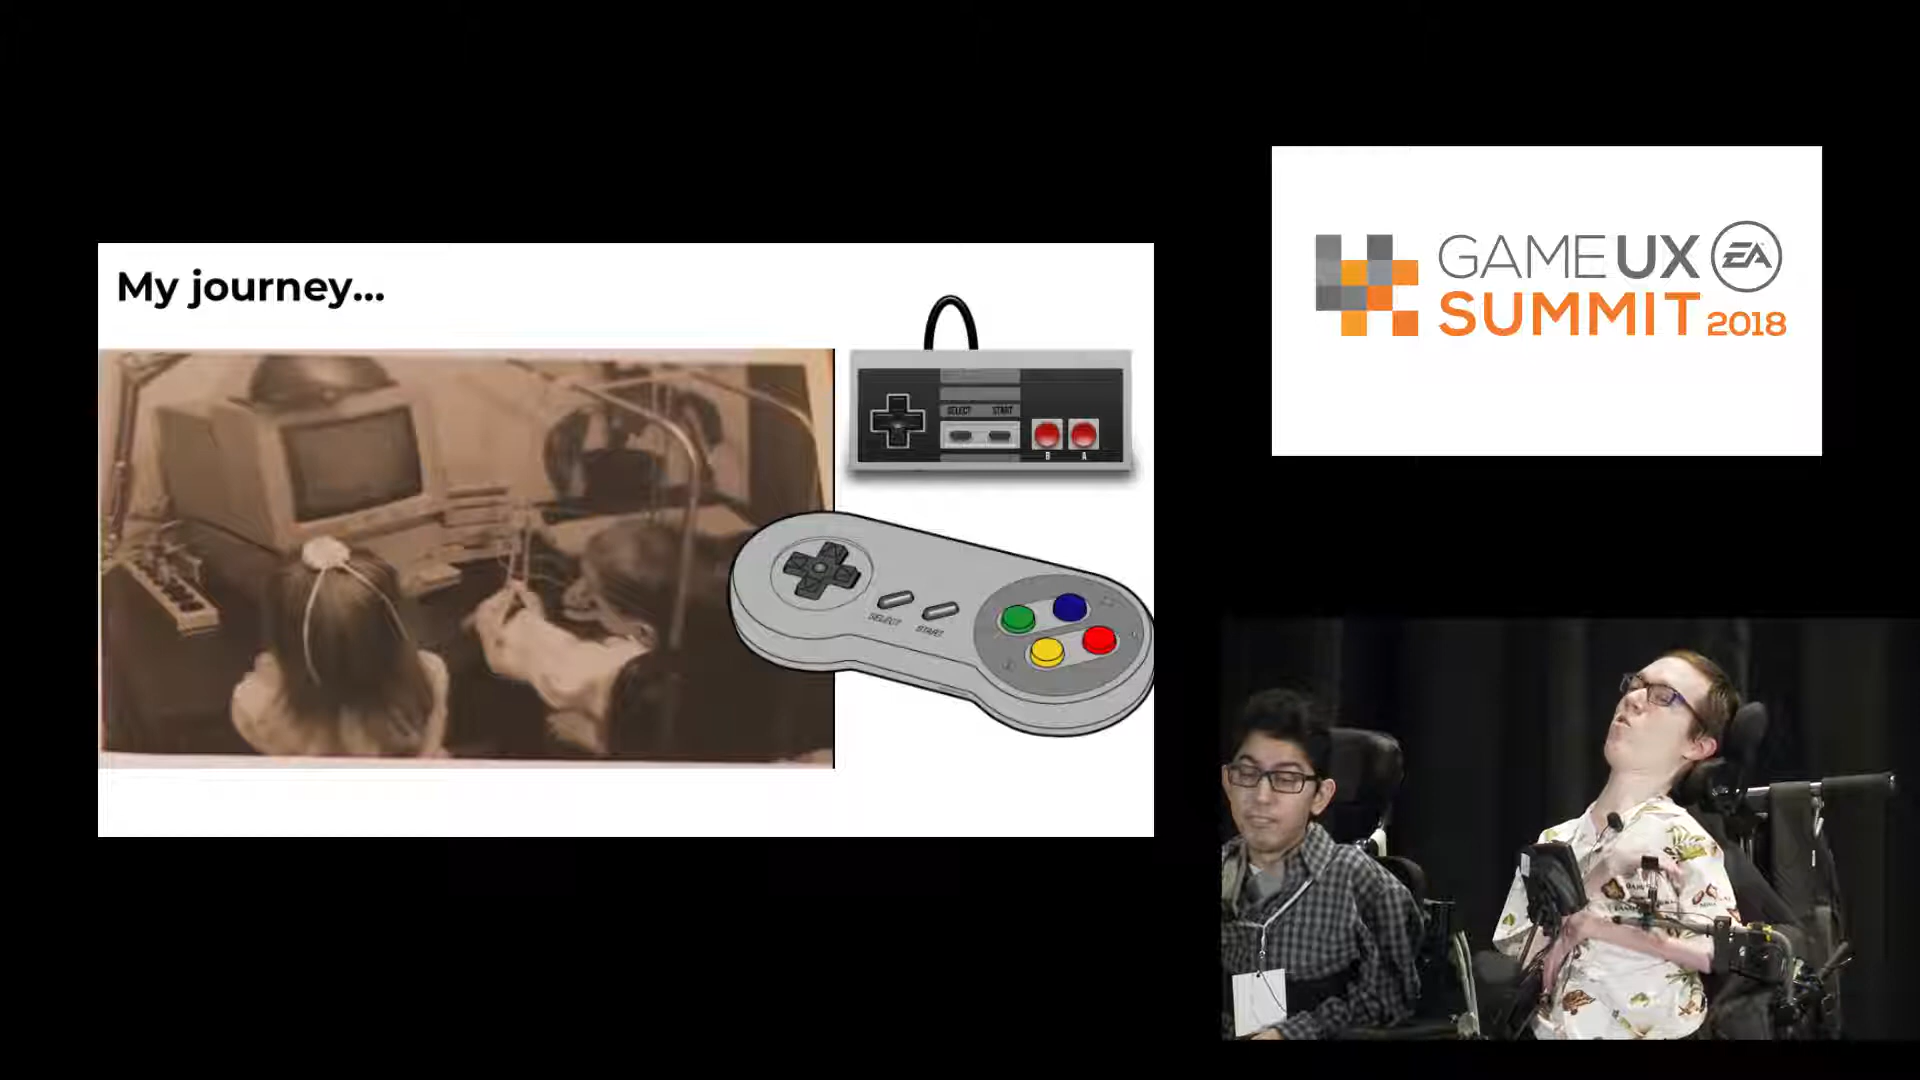 My journey...
SELECT START
B A
SELECT START
GAME UX EA
SUMMIT 2018